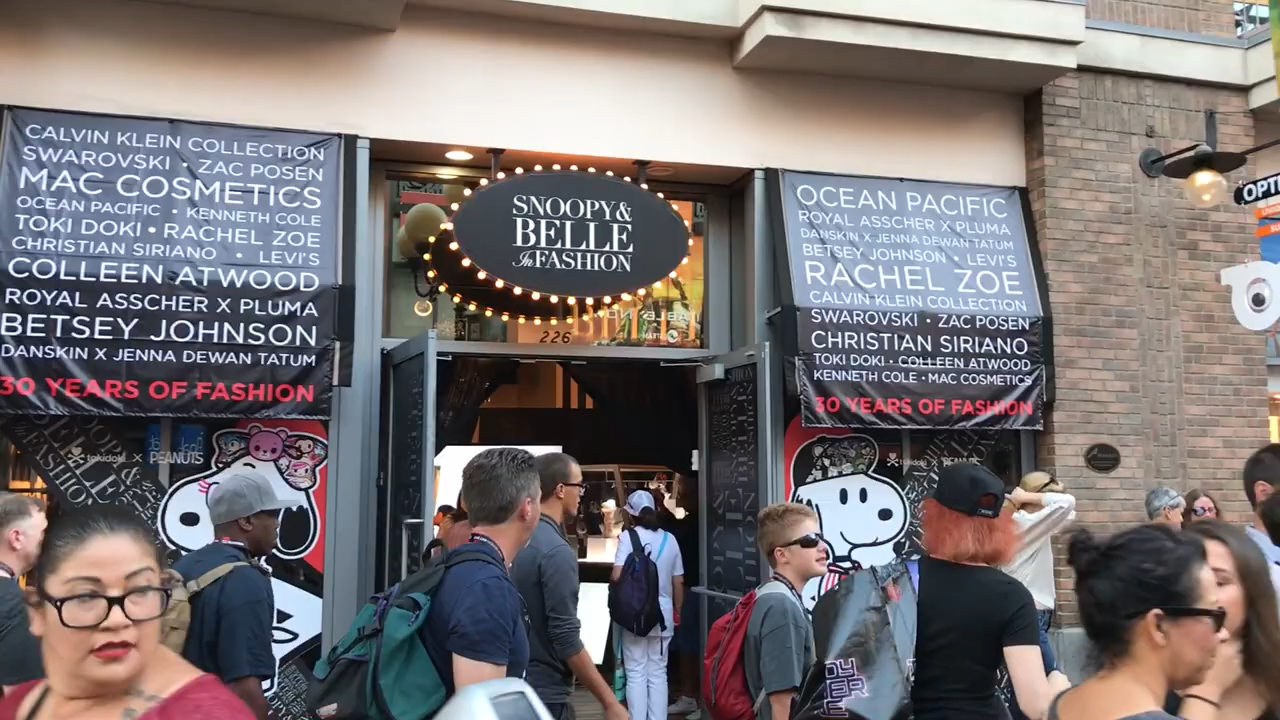 CALVIN KLEIN COLLECTION
SWAROVSKI • ZAC POSEN
MAC COSMETICS
OCEAN PACIFIC • KENNETH COLE
TOKI DOKI • RACHEL ZOE
CHRISTIAN SIRIANO • LEVI'S
COLLEEN ATWOOD
ROYAL ASSCHER X PLUMA
BETSEY JOHNSON
DANSKIN X JENNA DEWAN TATUM
30 YEARS OF FASHION
SNOOPY &
BELLE
In FASHION
226
OCEAN PACIFIC
ROYAL ASSCHER X PLUMA
DANSKIN X JENNA DEWAN TATUM
BETSEY JOHNSON • LEVI'S
RACHEL ZOE
CALVIN KLEIN COLLECTION
SWAROVSKI • ZAC POSEN
CHRISTIAN SIRIANO
TOKI DOKI • COLLEEN ATWOOD
KENNETH COLE • MAC COSMETICS
30 YEARS OF FASHION
tokidoki x PEANUTS
tokidoki x PEANUTS
OPTI